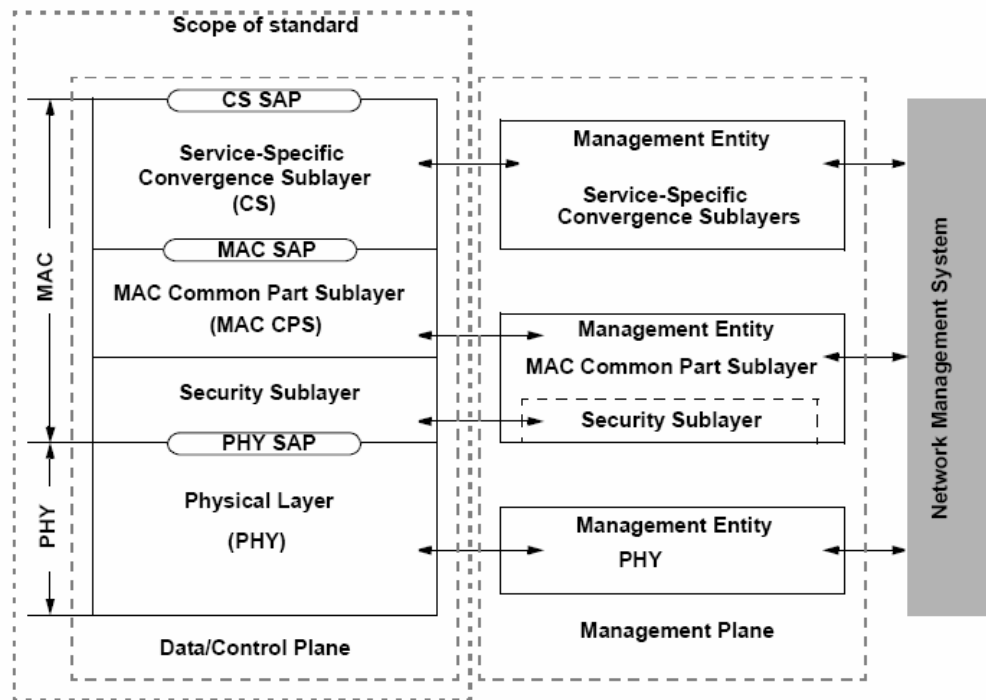 Scope of standard
CS SAP
Service-Specific
Convergence Sublayer
(CS)
MAC SAP
MAC Common Part Sublayer
(MAC CPS)
Security Sublayer
PHY SAP
Physical Layer
(PHY)
Data/Control Plane
MAC
PHY
Management Entity
Service-Specific
Convergence Sublayers
Management Entity
MAC Common Part Sublayer
Security Sublayer
Management Entity
PHY
Management Plane
Network Management System